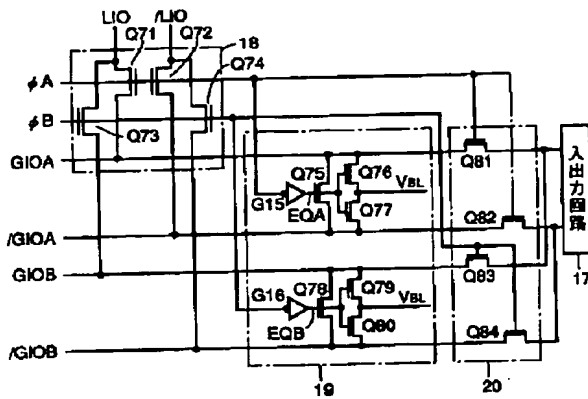 LIO
/LIO
Q71
Q72
18
Q74
φA
φB
Q73
GIOA
Q75
Q76
VBL
G15
EQA
Q77
/GIOA
GIOB
Q78
Q79
VBL
G16
EQB
Q80
/GIOB
Q81
Q82
Q83
Q84
入出力回路
17
19
20